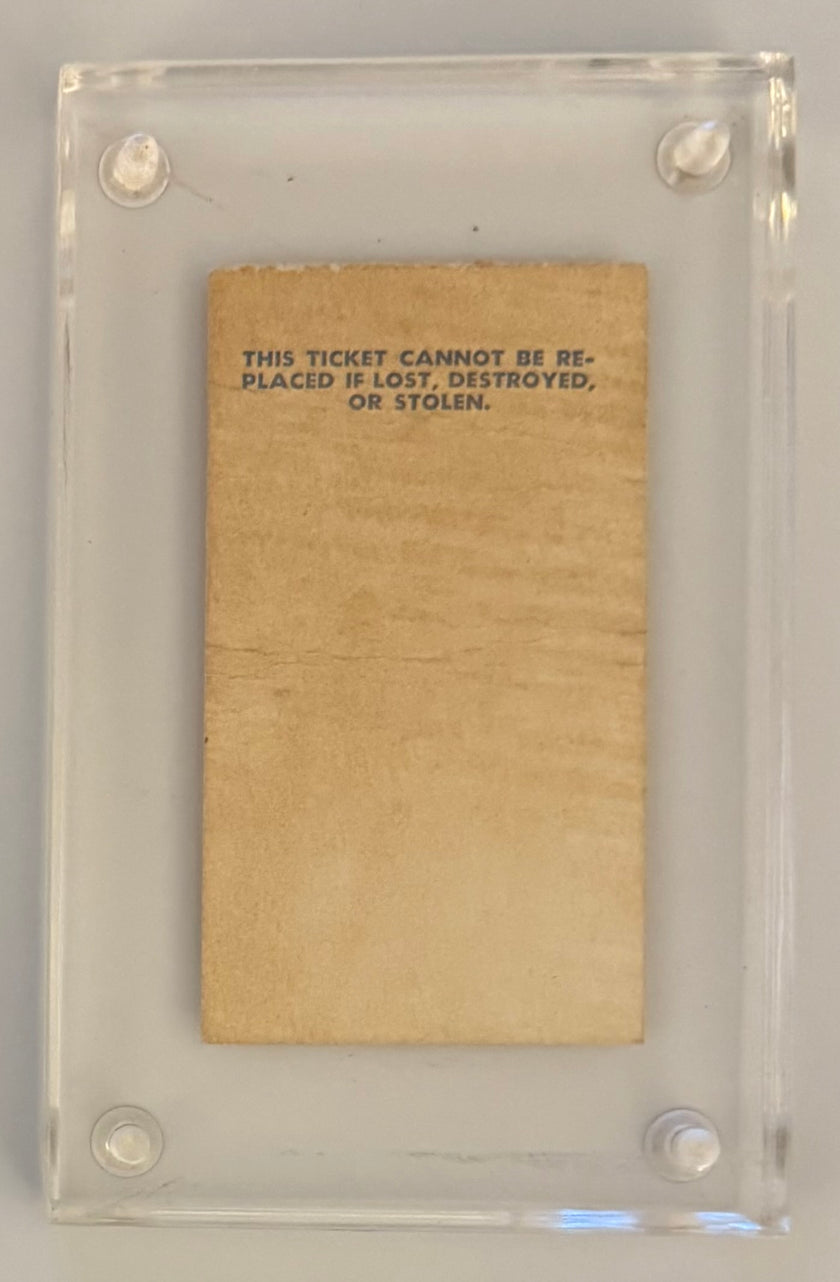 THIS TICKET CANNOT BE RE-
PLACED IF LOST, DESTROYED,
OR STOLEN.